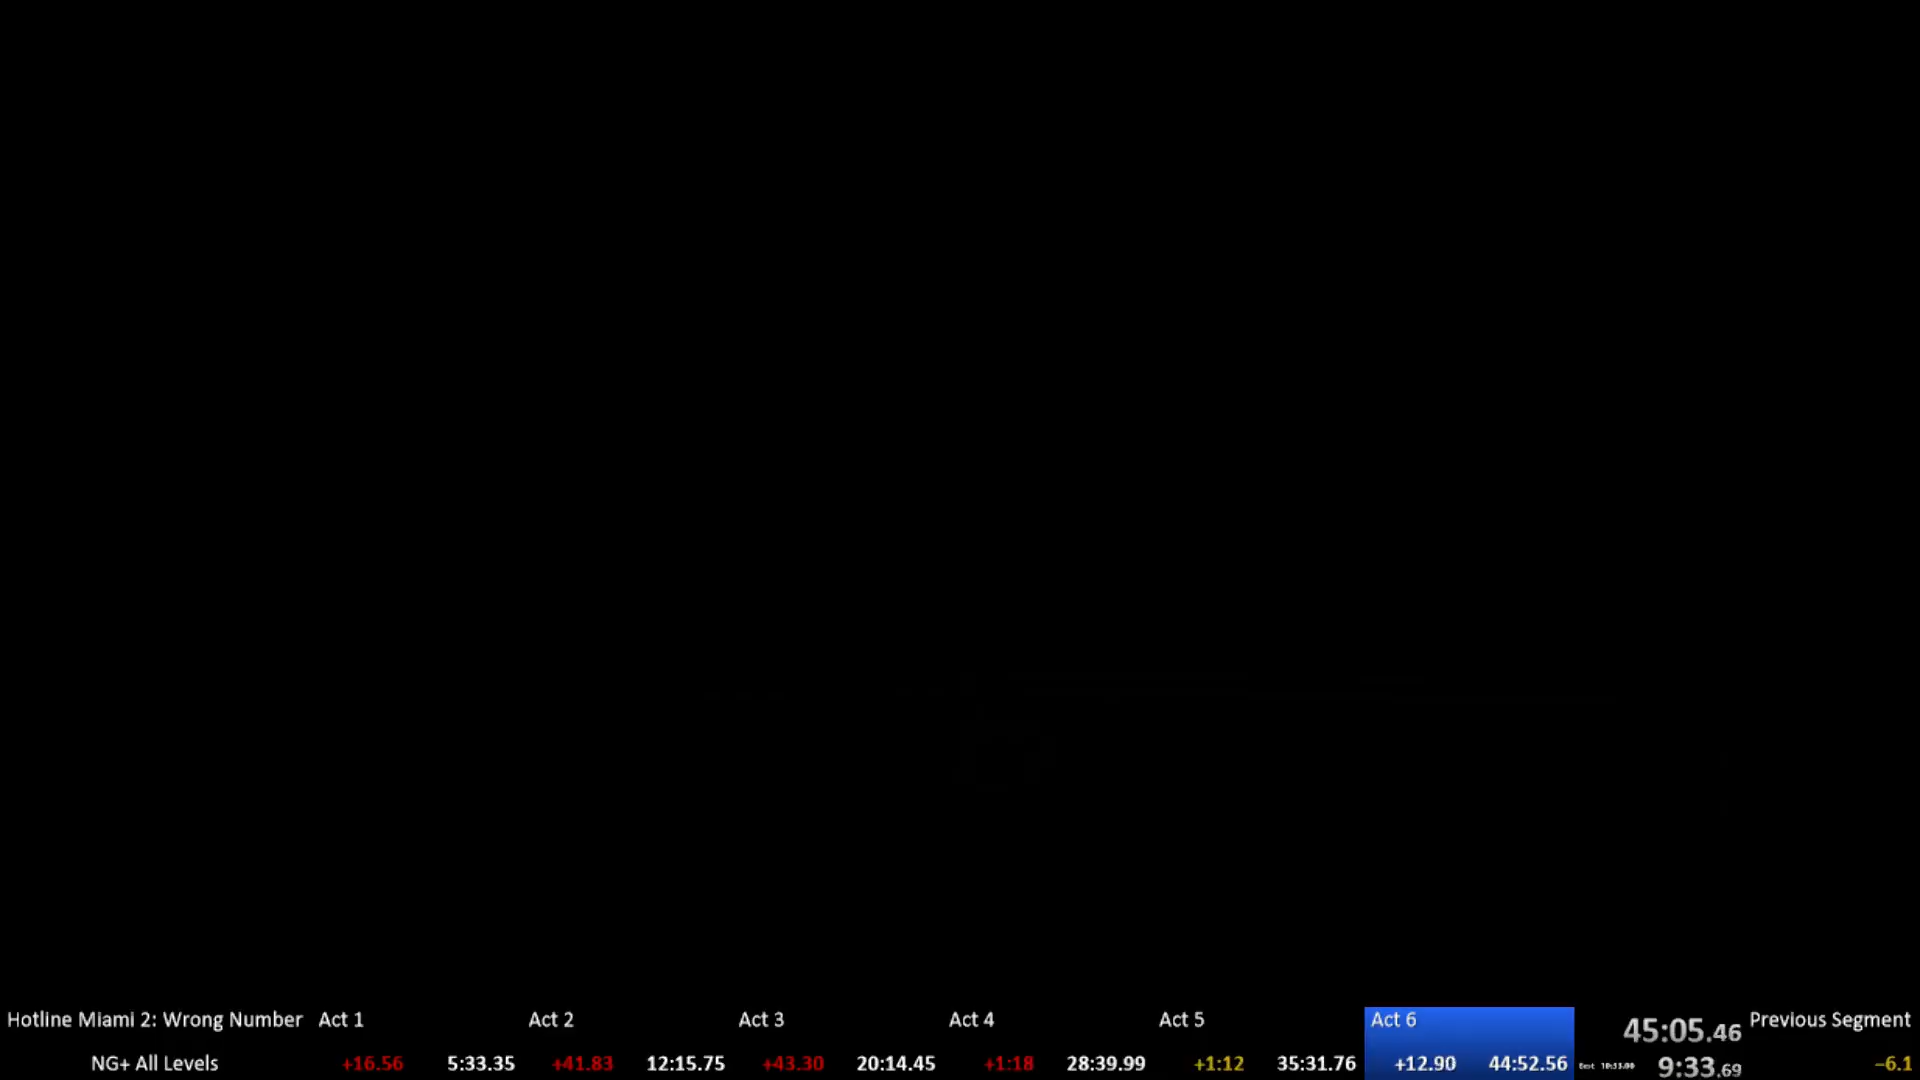 Hotline Miami 2: Wrong Number Act 1 Act 2 Act 3 Act 4 Act 5 Act 6 45:05.46 Previous Segment
NG+ All Levels +16.56 5:33.35 +41.83 12:15.75 +43.30 20:14.45 +1:18 28:39.99 +1:12 35:31.76 +12.90 44:52.56 Best 9:33.69 −6.1